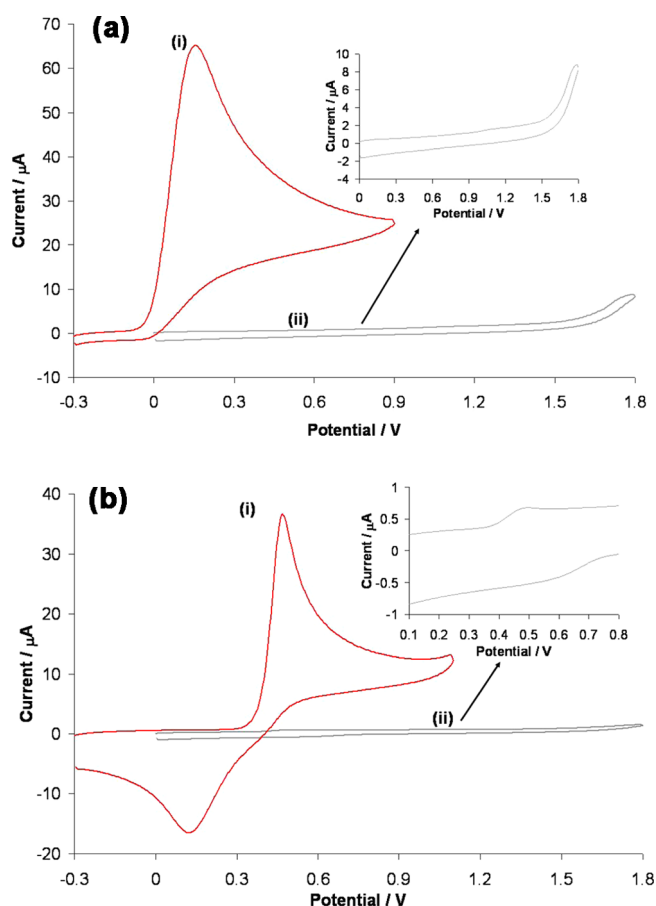 (a)
(i)
(ii)
Current / μA
70
60
50
40
30
20
10
0
-10
-0.3 0 0.3 0.6 0.9 1.2 1.5 1.8
Potential / V
Current / μA
10
8
6
4
2
0
-2
-4
0 0.3 0.6 0.9 1.2 1.5 1.8
Potential / V
(b)
(i)
(ii)
Current / μA
40
30
20
10
0
-10
-20
-0.3 0 0.3 0.6 0.9 1.2 1.5 1.8
Potential / V
Current / μA
1
0.5
0
-0.5
-1
0.1 0.2 0.3 0.4 0.5 0.6 0.7 0.8
Potential / V